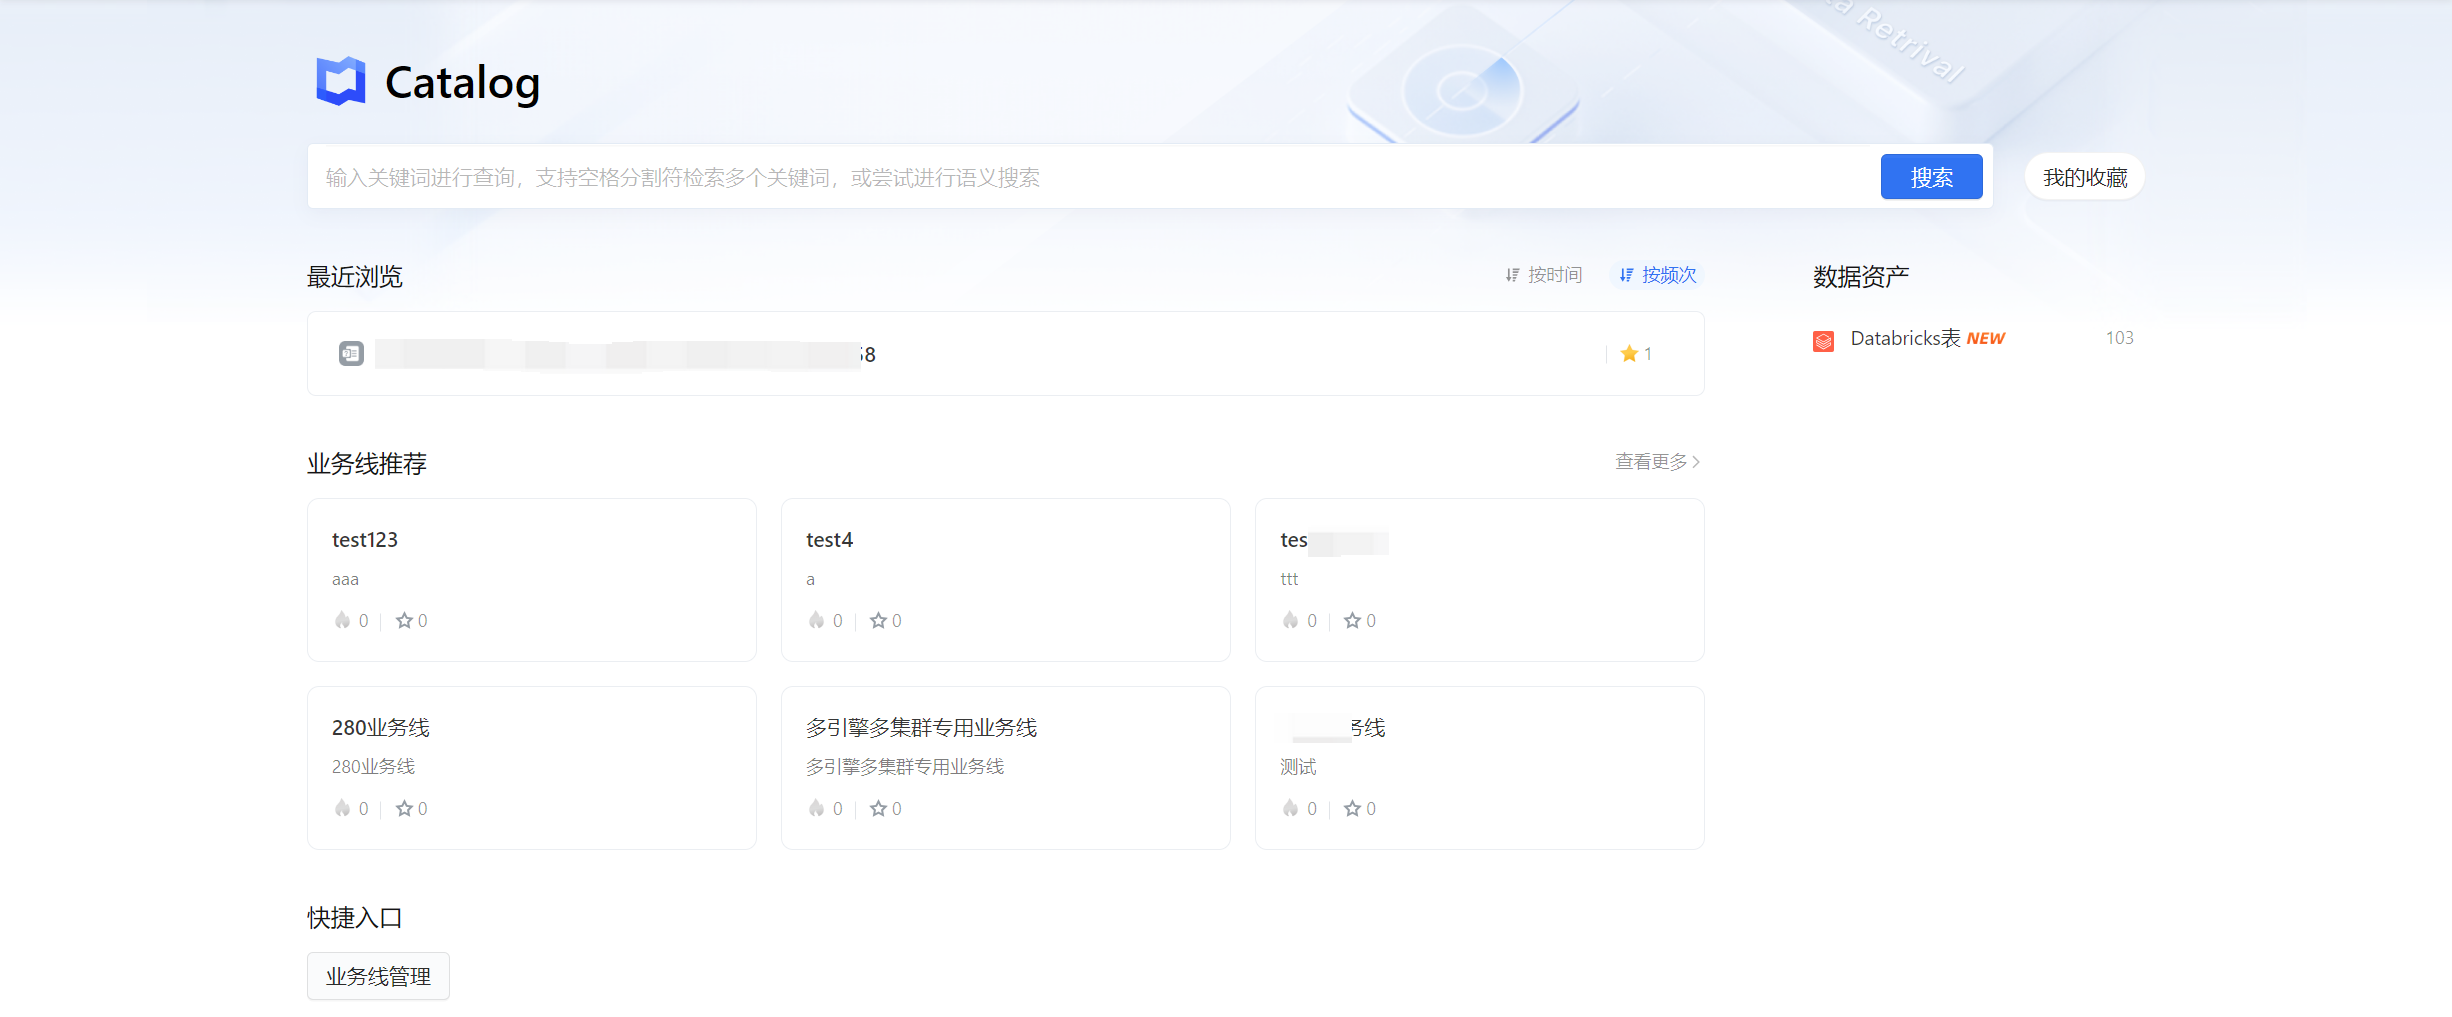 ta Retrival
Catalog
输入关键词进行查询，支持空格分割符检索多个关键词，或尝试进行语义搜索
搜索
我的收藏
最近浏览
按时间
按频次
数据资产
8
1
Databricks表 NEW
103
业务线推荐
查看更多
test123
aaa
0
0
test4
a
0
0
tes
ttt
0
0
280业务线
280业务线
0
0
多引擎多集群专用业务线
多引擎多集群专用业务线
0
0
务线
测试
0
0
快捷入口
业务线管理